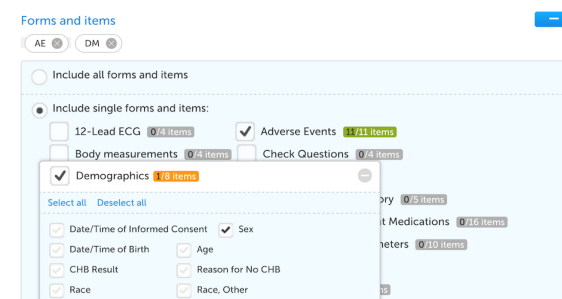 Forms and items
AE DM
Include all forms and items
Include single forms and items:
12-Lead ECG 0/4 items Adverse Events 11/11 items
Body measurements 0/4 items Check Questions 0/4 items
Demographics 1/8 items
ory 0/5 items
Select all Deselect all
t Medications 0/16 items
Date/Time of Informed Consent Sex
meters 0/10 items
Date/Time of Birth Age
CHB Result Reason for No CHB
Race Race, Other